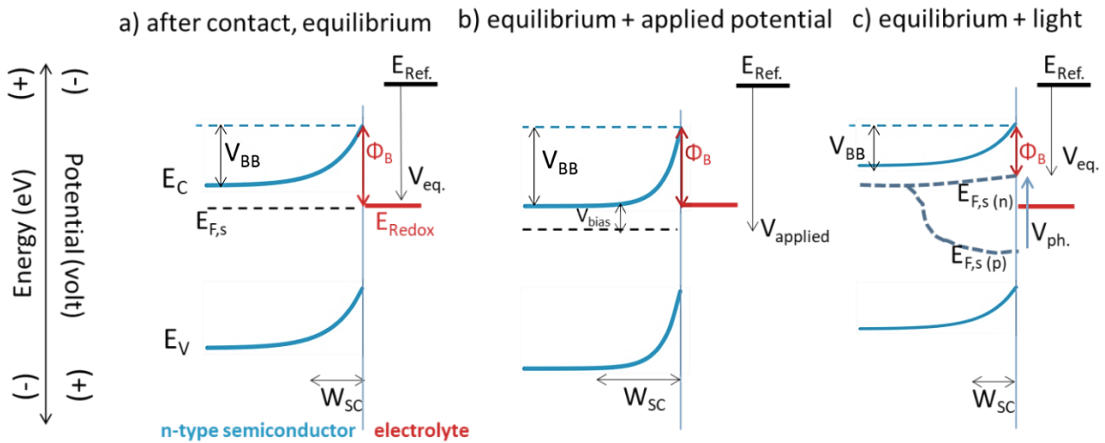 a) after contact, equilibrium
b) equilibrium + applied potential
c) equilibrium + light
Energy (eV)
(+)
(-)
Potential (volt)
(-)
(+)
E_Ref.
V_BB
Φ_B
V_eq.
E_C
E_F,s
E_Redox
E_V
W_SC
n-type semiconductor electrolyte
E_Ref.
V_BB
Φ_B
V_bias
V_applied
W_SC
E_Ref.
V_BB
Φ_B
V_eq.
E_F,s (n)
V_ph.
E_F,s (p)
W_SC